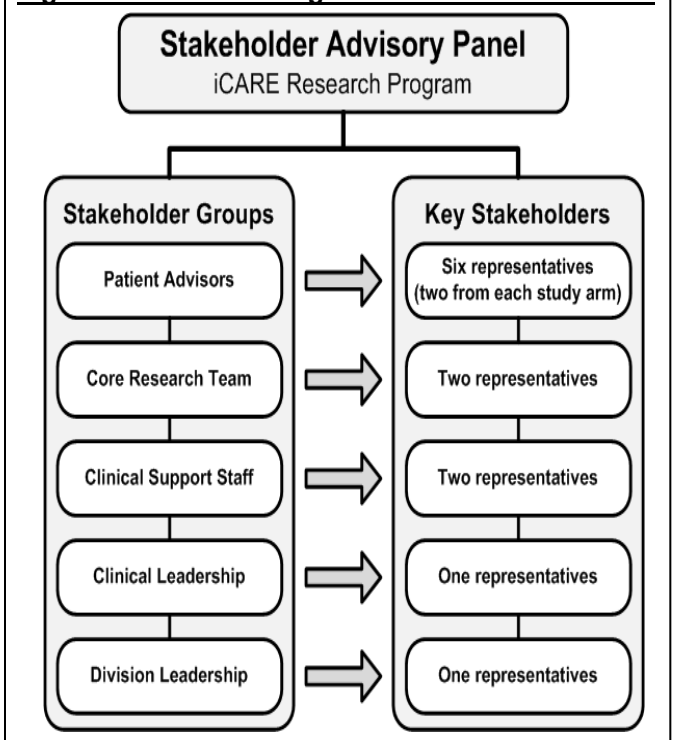 Stakeholder Advisory Panel
iCARE Research Program
Stakeholder Groups
Patient Advisors
Core Research Team
Clinical Support Staff
Clinical Leadership
Division Leadership
Key Stakeholders
Six representatives
(two from each study arm)
Two representatives
Two representatives
One representatives
One representatives